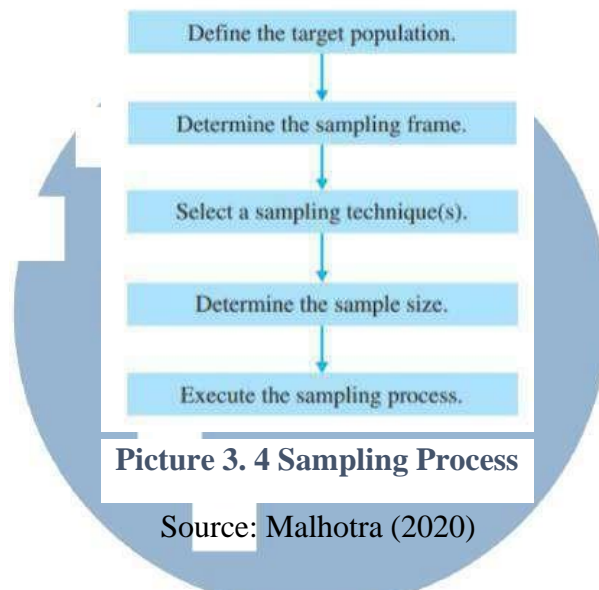 Define the target population.
Determine the sampling frame.
Select a sampling technique(s).
Determine the sample size.
Execute the sampling process.
Picture 3. 4 Sampling Process
Source: Malhotra (2020)